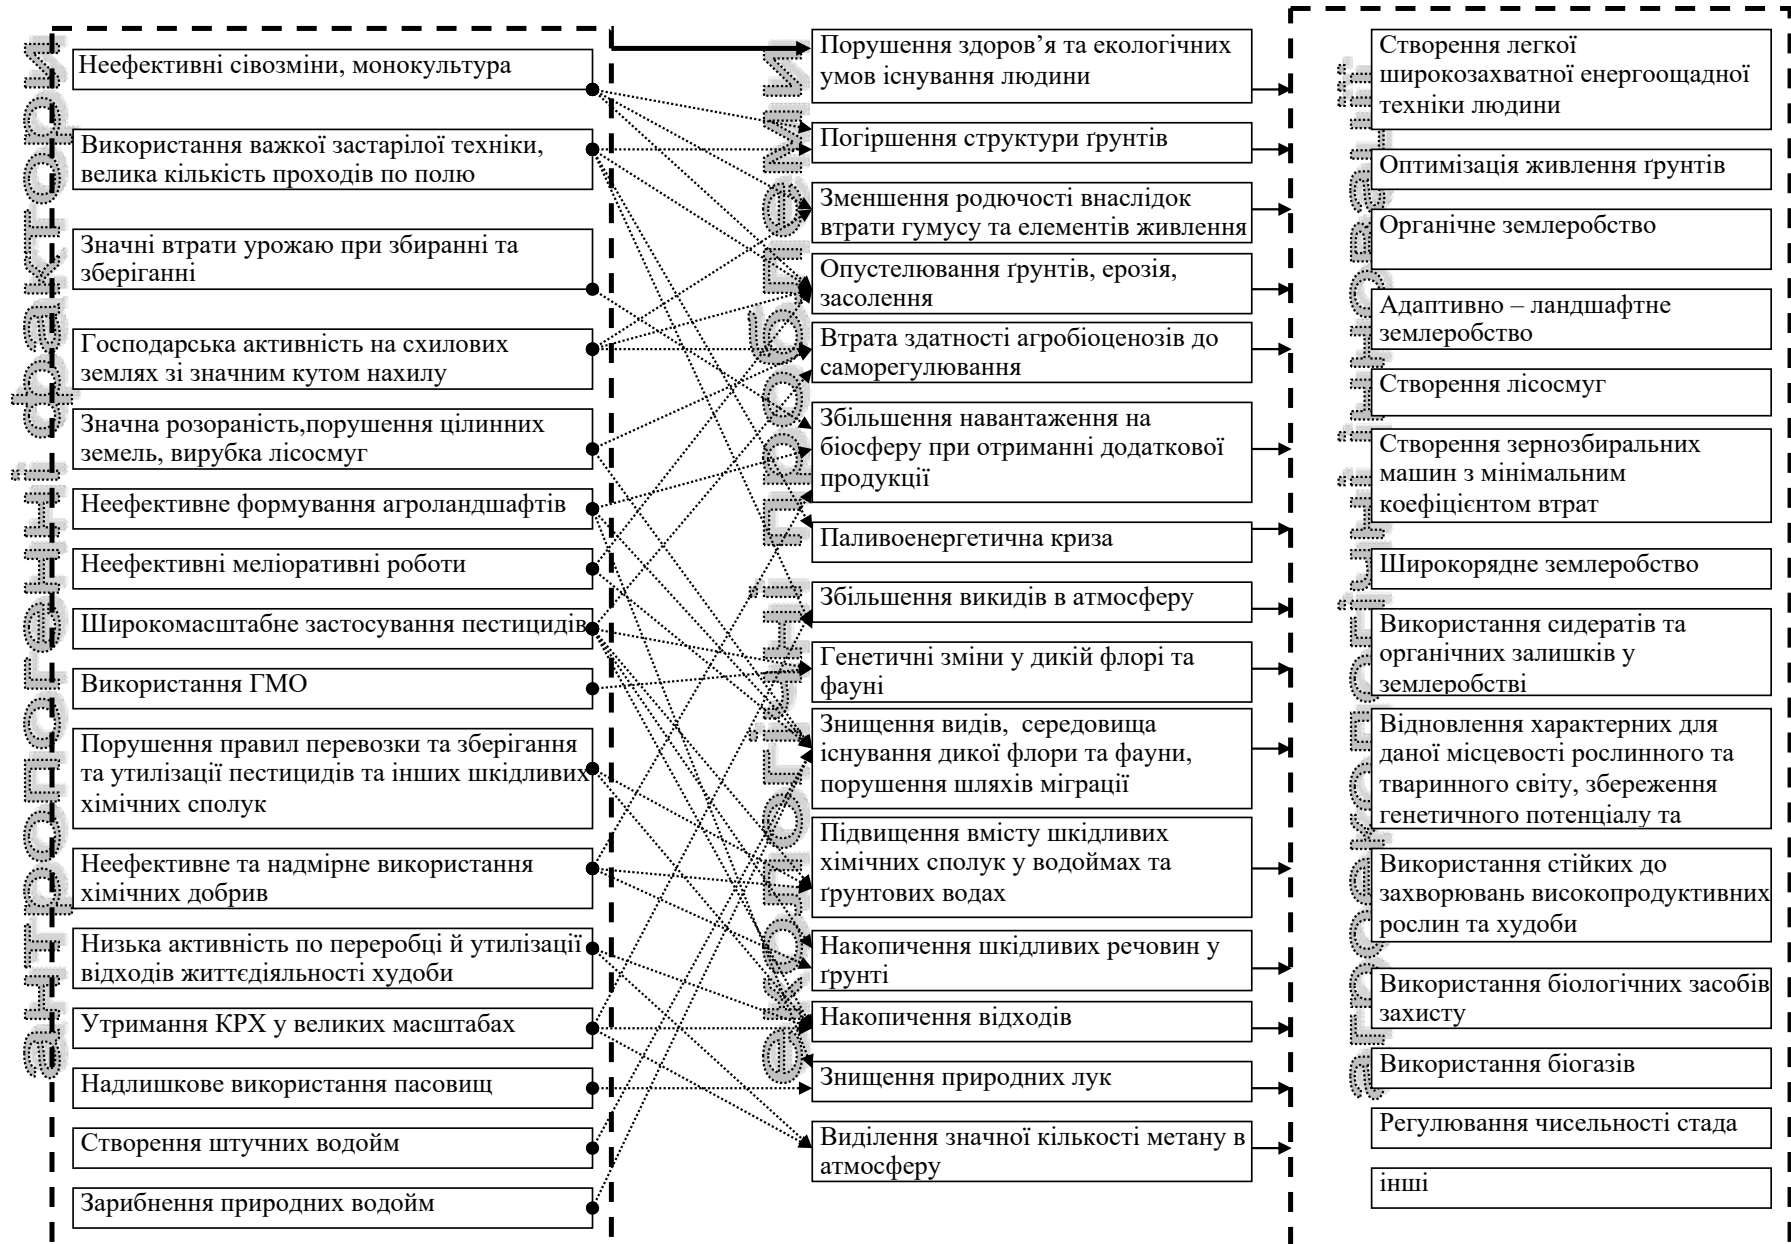 антропогенні фактори
Неефективні сівозміни, монокультура
Використання важкої застарілої техніки,
велика кількість проходів по полю
Значні втрати урожаю при збиранні та
зберіганні
Господарська активність на схилових
землях зі значним кутом нахилу
Значна розораність,порушення цілинних
земель, вирубка лісосмуг
Неефективне формування агроландшафтів
Неефективні меліоративні роботи
Широкомасштабне застосування пестицидів
Використання ГМО
Порушення правил перевозки та зберігання
та утилізації пестицидів та інших шкідливих
хімічних сполук
Неефективне та надмірне використання
хімічних добрив
Низька активність по переробці й утилізації
відходів життєдіяльності худоби
Утримання КРХ у великих масштабах
Надлишкове використання пасовищ
Створення штучних водойм
Зарибнення природних водойм
екологічні проблеми
Порушення здоров’я та екологічних
умов існування людини
Погіршення структури ґрунтів
Зменшення родючості внаслідок
втрати гумусу та елементів живлення
Опустелювання ґрунтів, ерозія,
засолення
Втрата здатності агробіоценозів до
саморегулювання
Збільшення навантаження на
біосферу при отриманні додаткової
продукції
Паливоенергетична криза
Збільшення викидів в атмосферу
Генетичні зміни у дикій флорі та
фауні
Знищення видів, середовища
існування дикої флори та фауни,
порушення шляхів міграції
Підвищення вмісту шкідливих
хімічних сполук у водоймах та
ґрунтових водах
Накопичення шкідливих речовин у
ґрунті
Накопичення відходів
Знищення природних лук
Виділення значної кількості метану в
атмосферу
агроекологічні інновації
Створення легкої
широкозахватної енергоощадної
техніки людини
Оптимізація живлення ґрунтів
Органічне землеробство
Адаптивно – ландшафтне
землеробство
Створення лісосмуг
Створення зернозбиральних
машин з мінімальним
коефіцієнтом втрат
Широкорядне землеробство
Використання сидератів та
органічних залишків у
землеробстві
Відновлення характерних для
даної місцевості рослинного та
тваринного світу, збереження
генетичного потенціалу та
Використання стійких до
захворювань високопродуктивних
рослин та худоби
Використання біологічних засобів
захисту
Використання біогазів
Регулювання чисельності стада
інші